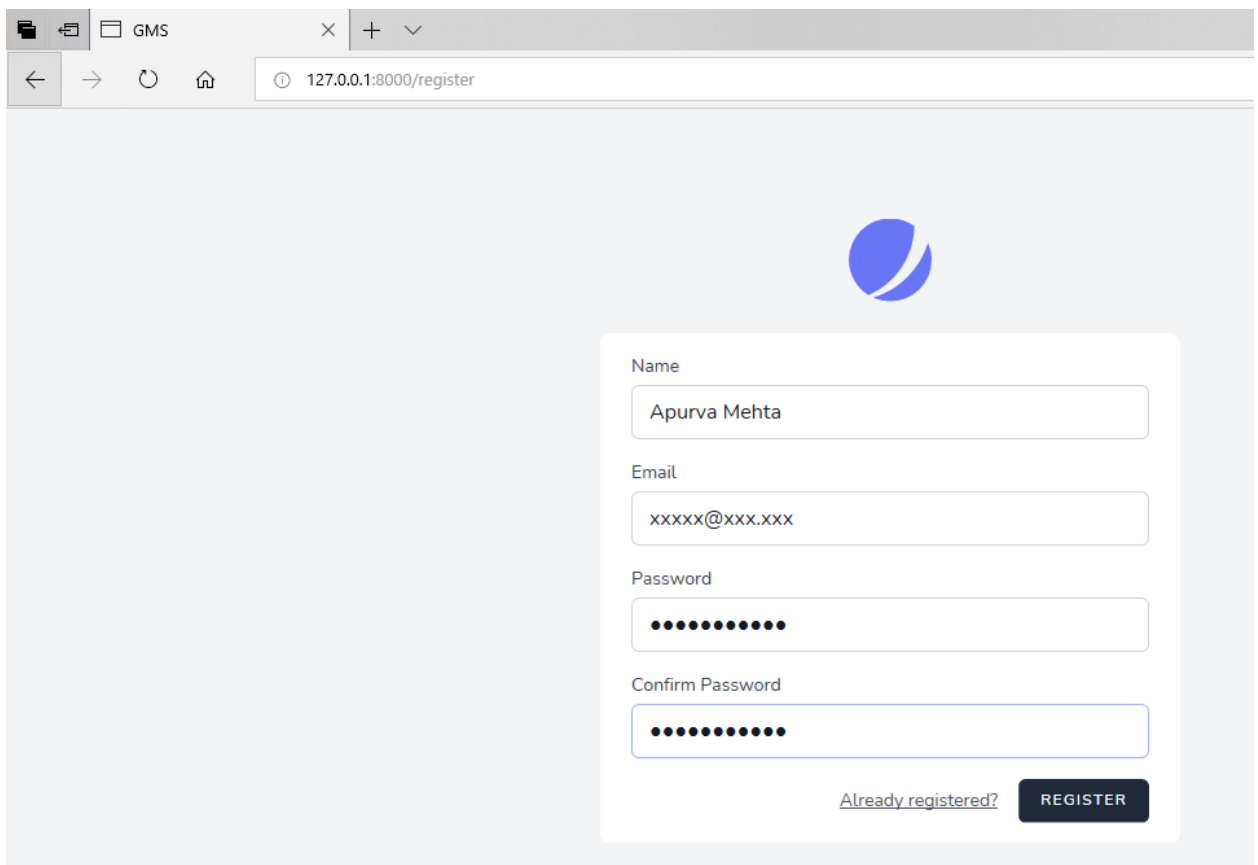 GMS
127.0.0.1:8000/register
Name
Apurva Mehta
Email
xxxxx@xxx.xxx
Password
●●●●●●●●●●●
Confirm Password
●●●●●●●●●●●
Already registered? REGISTER